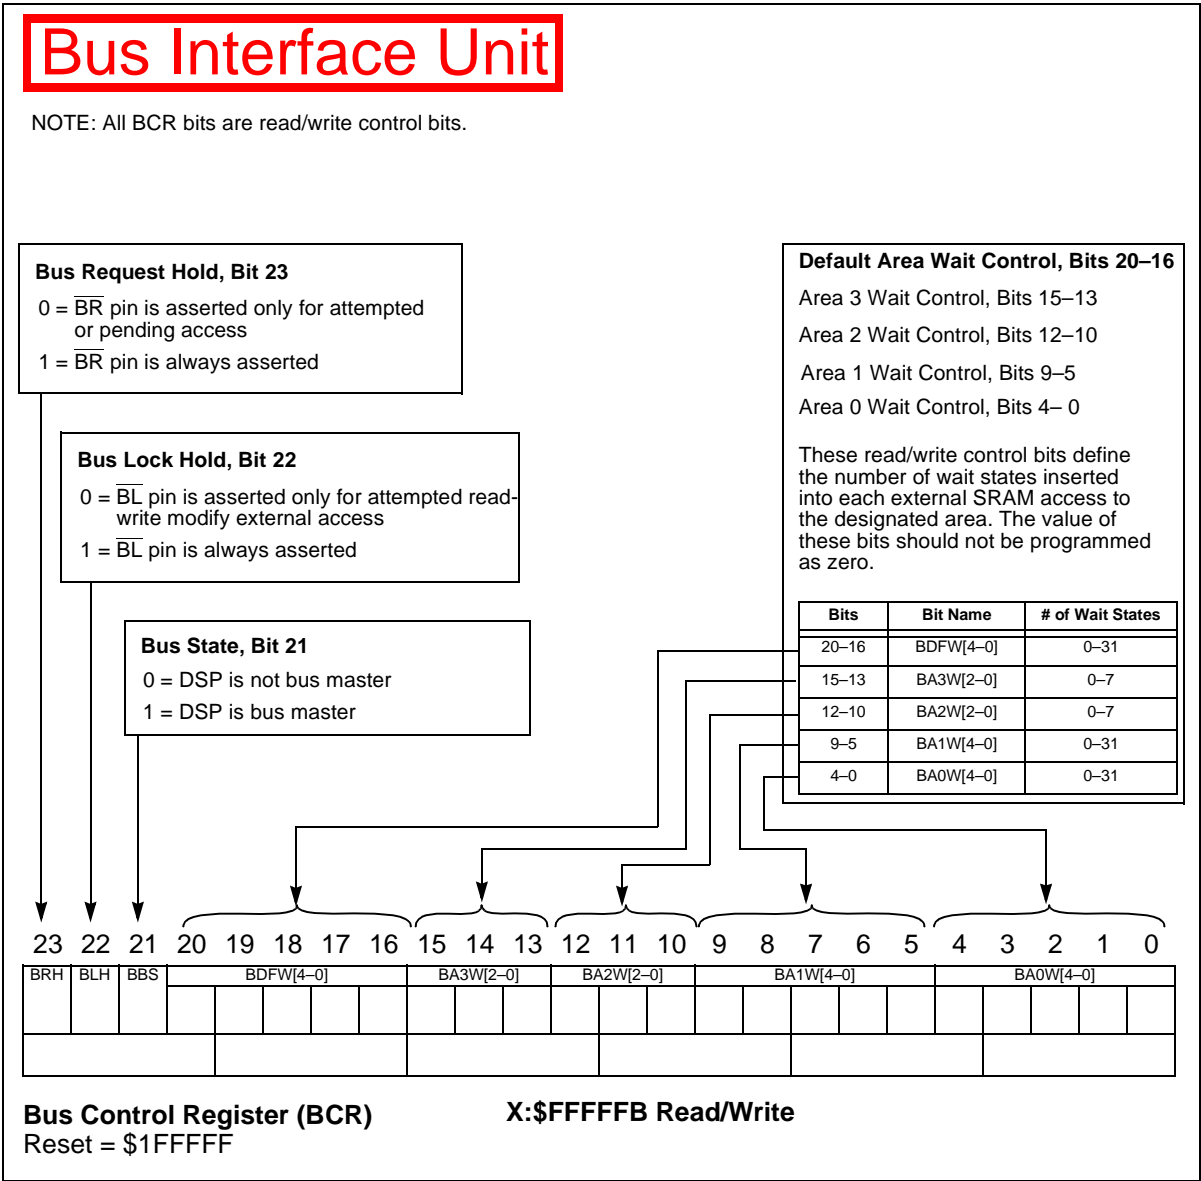 Bus Interface Unit
NOTE: All BCR bits are read/write control bits.
Bus Request Hold, Bit 23
0 = B̅R̅ pin is asserted only for attempted
or pending access
1 = B̅R̅ pin is always asserted
Bus Lock Hold, Bit 22
0 = B̅L̅ pin is asserted only for attempted read-
write modify external access
1 = B̅L̅ pin is always asserted
Bus State, Bit 21
0 = DSP is not bus master
1 = DSP is bus master
Default Area Wait Control, Bits 20–16
Area 3 Wait Control, Bits 15–13
Area 2 Wait Control, Bits 12–10
Area 1 Wait Control, Bits 9–5
Area 0 Wait Control, Bits 4– 0
These read/write control bits define
the number of wait states inserted
into each external SRAM access to
the designated area. The value of
these bits should not be programmed
as zero.
Bits Bit Name # of Wait States
20–16 BDFW[4–0] 0–31
15–13 BA3W[2–0] 0–7
12–10 BA2W[2–0] 0–7
9–5 BA1W[4–0] 0–31
4–0 BA0W[4–0] 0–31
23 22 21 20 19 18 17 16 15 14 13 12 11 10 9 8 7 6 5 4 3 2 1 0
BRH BLH BBS BDFW[4–0] BA3W[2–0] BA2W[2–0] BA1W[4–0] BA0W[4–0]
Bus Control Register (BCR) X:$FFFFFB Read/Write
Reset = $1FFFFF